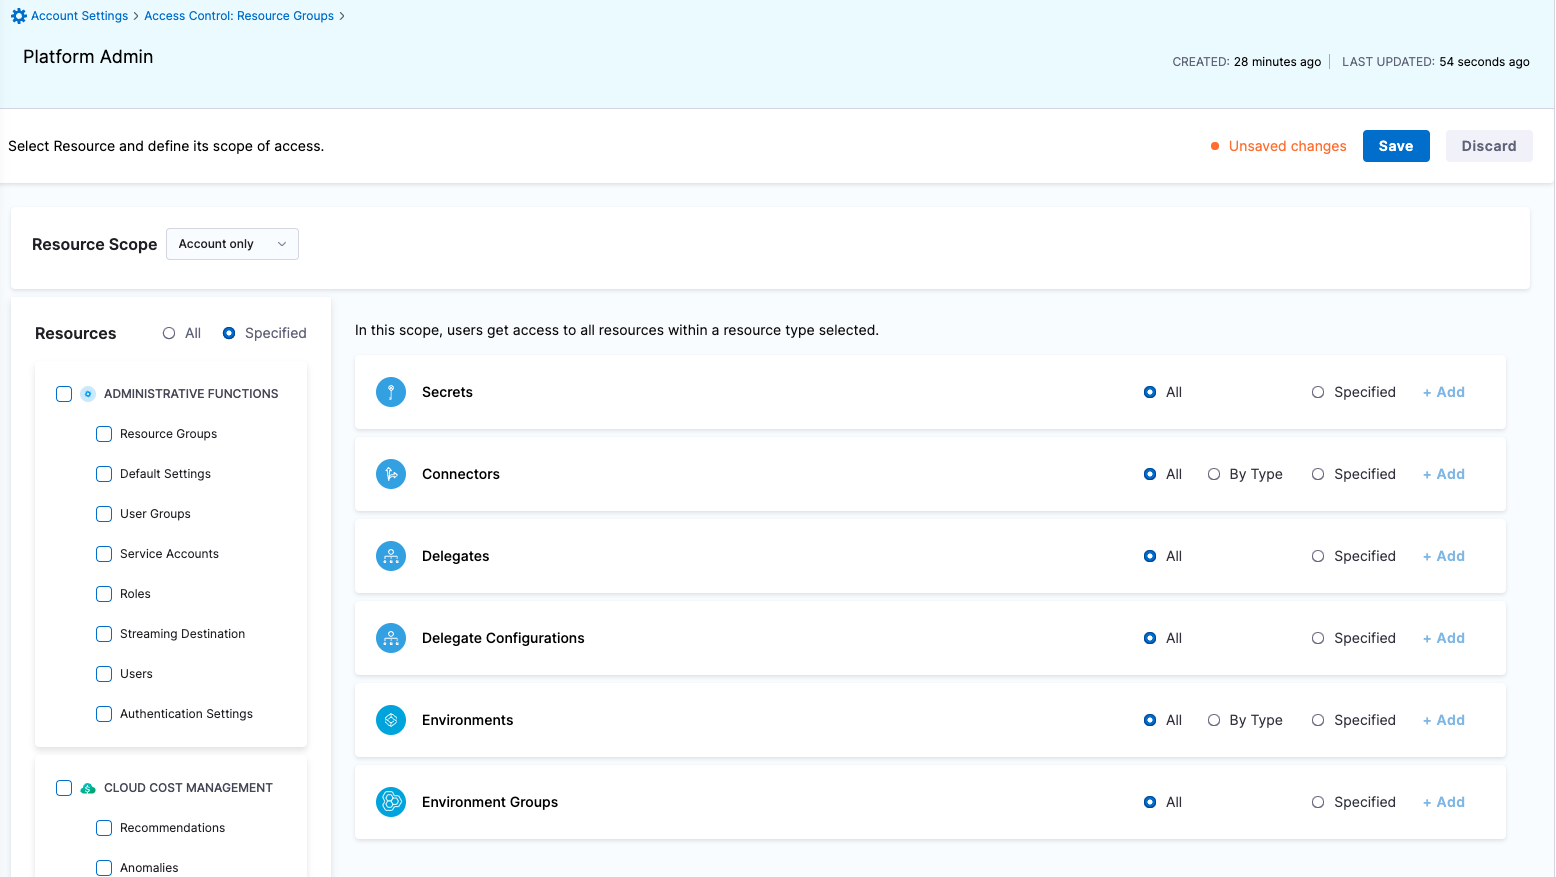 Account Settings > Access Control: Resource Groups >
Platform Admin
CREATED: 28 minutes ago | LAST UPDATED: 54 seconds ago
Select Resource and define its scope of access.
Unsaved changes Save Discard
Resource Scope Account only
Resources All Specified
ADMINISTRATIVE FUNCTIONS
Resource Groups
Default Settings
User Groups
Service Accounts
Roles
Streaming Destination
Users
Authentication Settings
CLOUD COST MANAGEMENT
Recommendations
Anomalies
In this scope, users get access to all resources within a resource type selected.
Secrets All Specified + Add
Connectors All By Type Specified + Add
Delegates All Specified + Add
Delegate Configurations All Specified + Add
Environments All By Type Specified + Add
Environment Groups All Specified + Add